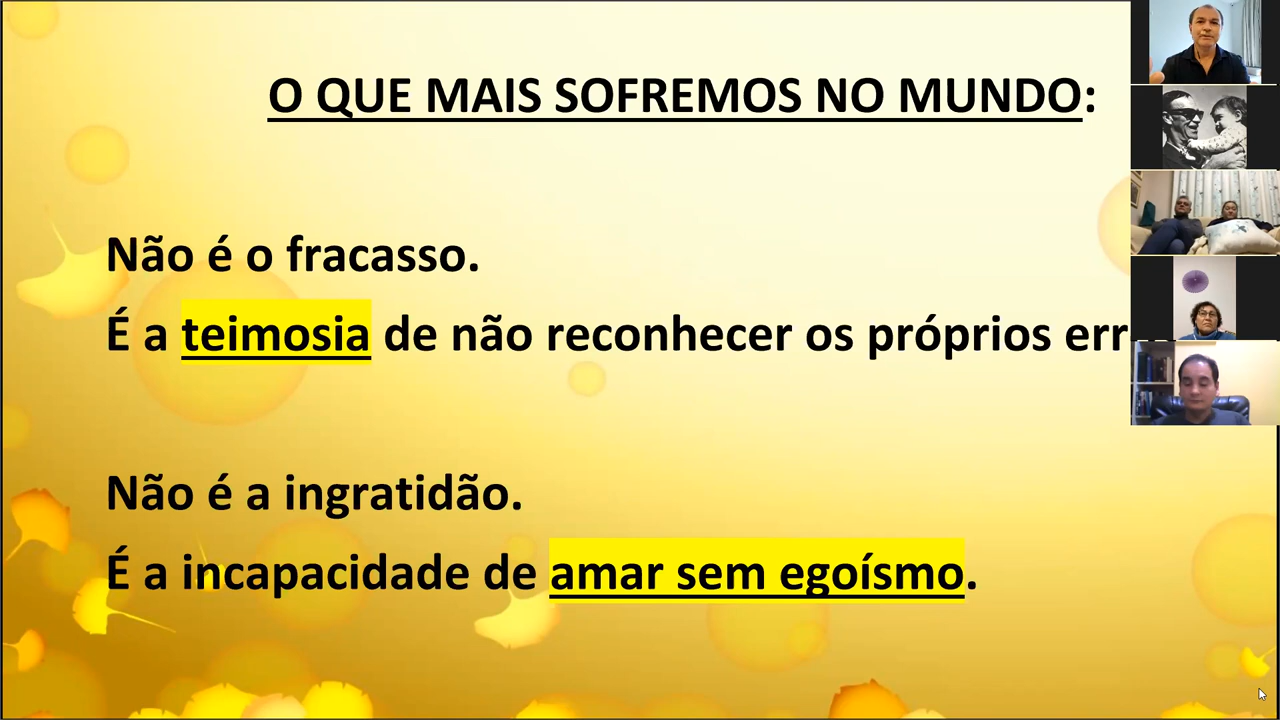 O QUE MAIS SOFREMOS NO MUNDO:
Não é o fracasso.
É a teimosia de não reconhecer os próprios
Não é a ingratidão.
É a incapacidade de amar sem egoísmo.